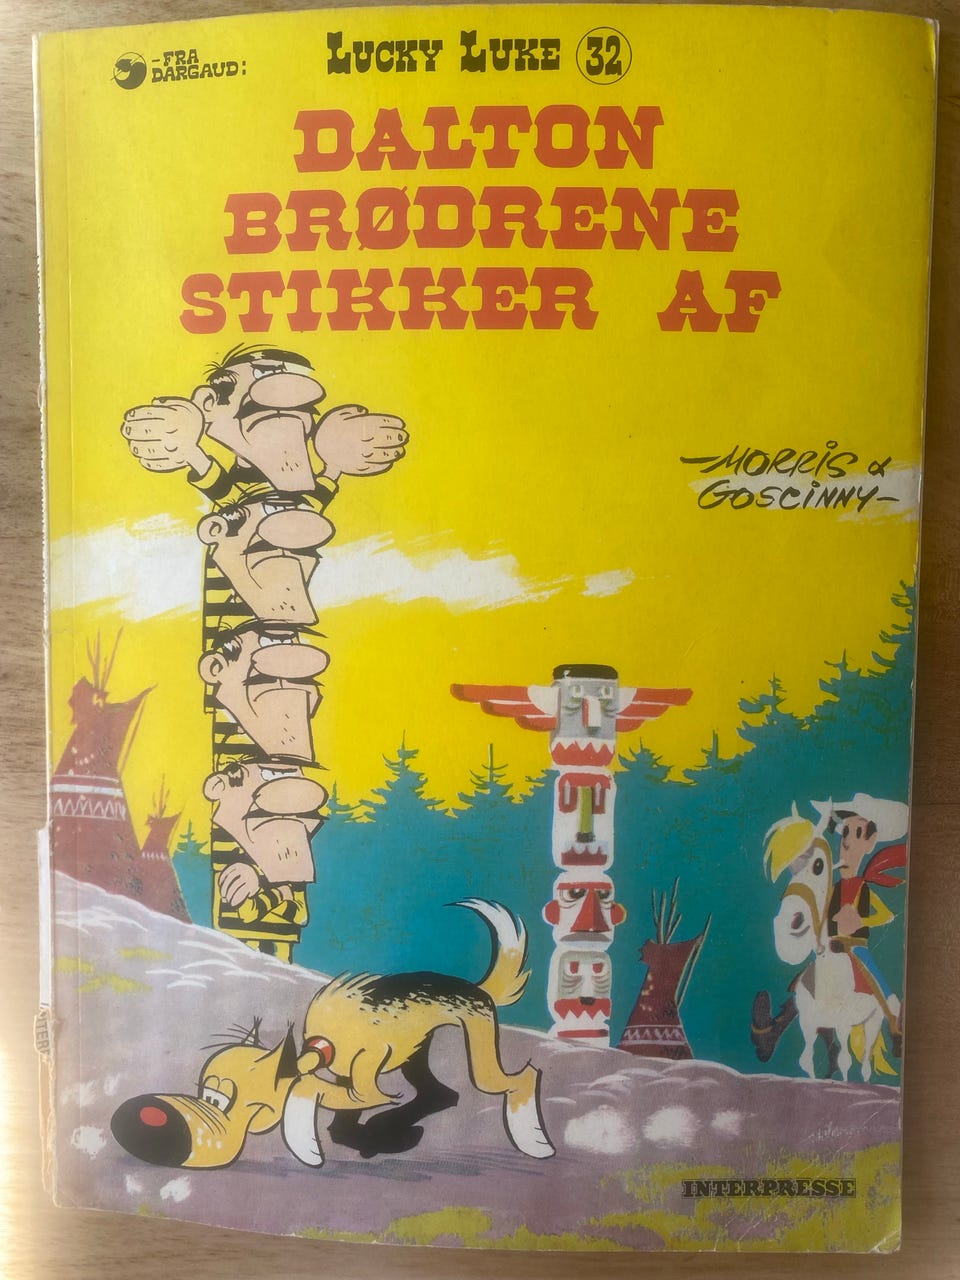 -FRA
DARGAUD:
LUCKY LUKE 32
DALTON
BRØDRENE
STIKKER AF
-MORRIS &
GOSCINNY-
INTERPRESSE